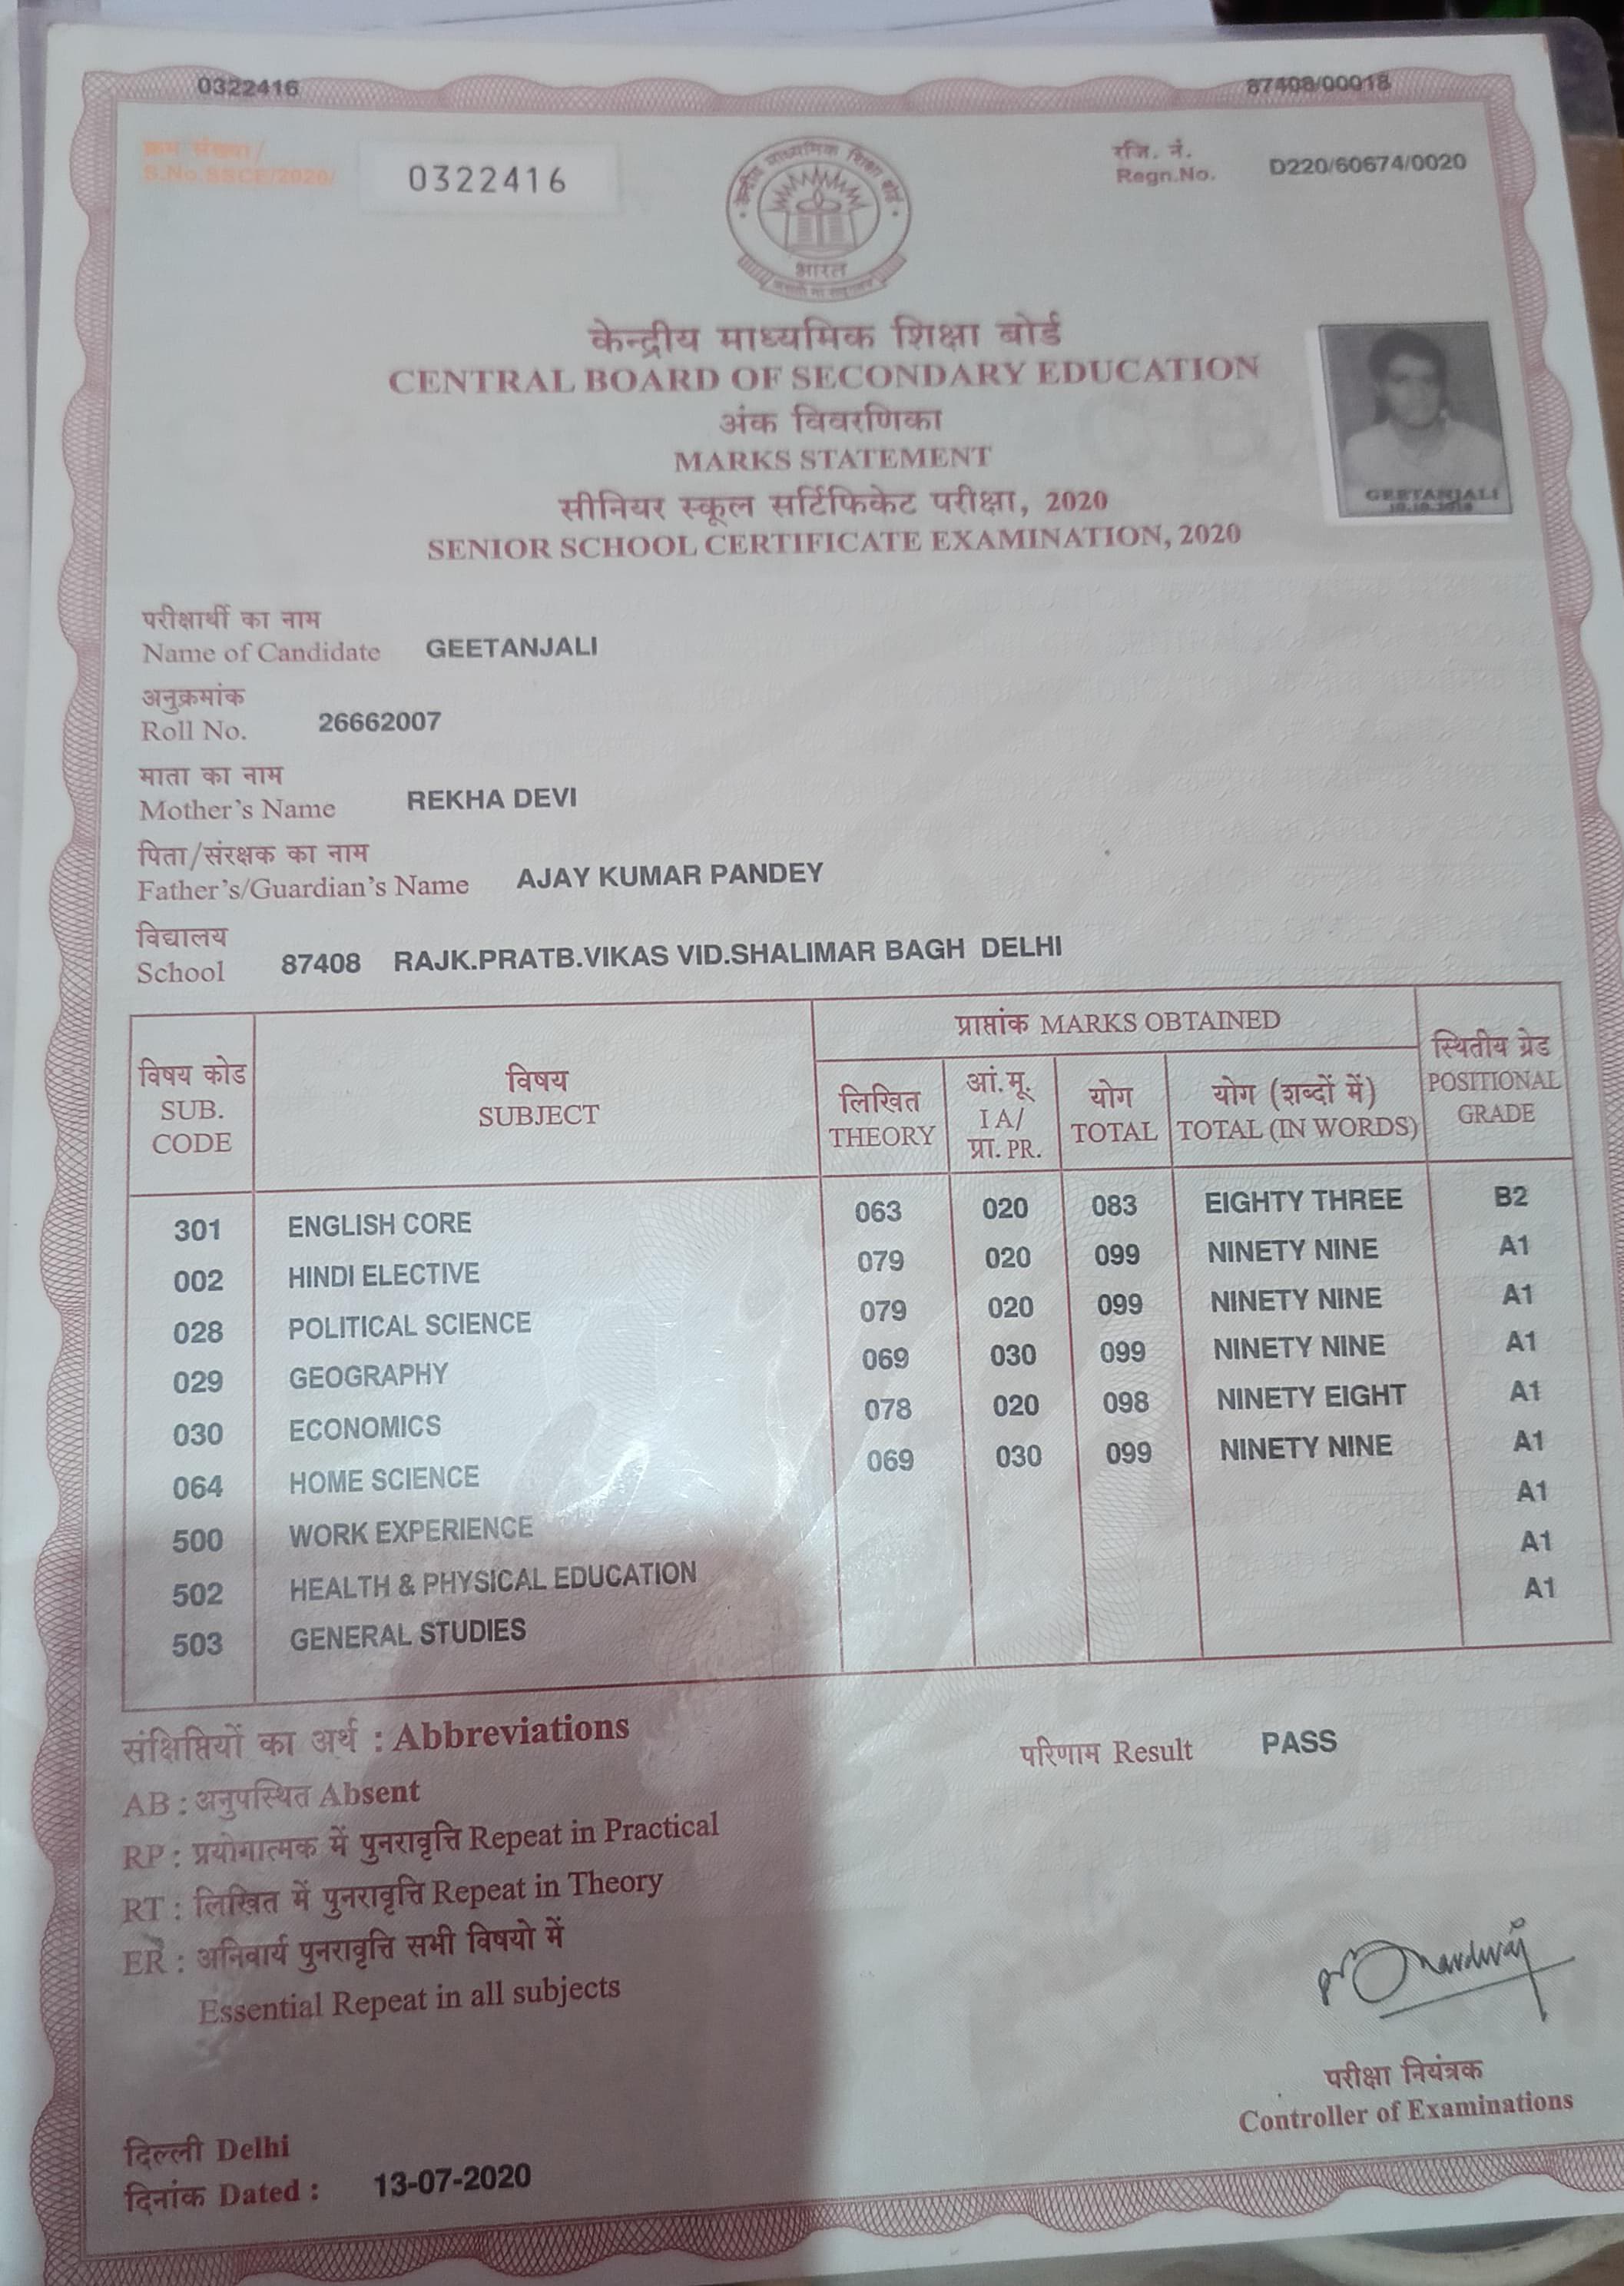 0322416
87408/00018
क्रम संख्या/
S.No.SSCE/2020/
0322416
रजि. नं.
Regn.No.
D220/60674/0020
केन्द्रीय माध्यमिक शिक्षा बोर्ड
भारत
केन्द्रीय माध्यमिक शिक्षा बोर्ड
CENTRAL BOARD OF SECONDARY EDUCATION
अंक विवरणिका
MARKS STATEMENT
सीनियर स्कूल सर्टिफिकेट परीक्षा, 2020
SENIOR SCHOOL CERTIFICATE EXAMINATION, 2020
GEETANJALI
परीक्षार्थी का नाम
Name of Candidate GEETANJALI
अनुक्रमांक
Roll No. 26662007
माता का नाम
Mother's Name REKHA DEVI
पिता/संरक्षक का नाम
Father's/Guardian's Name AJAY KUMAR PANDEY
विद्यालय
School 87408 RAJK.PRATB.VIKAS VID.SHALIMAR BAGH DELHI
विषय कोड
SUB.
CODE
विषय
SUBJECT
प्राप्तांक MARKS OBTAINED
लिखित
THEORY
आं.मू.
I A/
प्रा. PR.
योग
TOTAL
योग (शब्दों में)
TOTAL (IN WORDS)
स्थितीय ग्रेड
POSITIONAL
GRADE
301 ENGLISH CORE 063 020 083 EIGHTY THREE B2
002 HINDI ELECTIVE 079 020 099 NINETY NINE A1
028 POLITICAL SCIENCE 079 020 099 NINETY NINE A1
029 GEOGRAPHY 069 030 099 NINETY NINE A1
030 ECONOMICS 078 020 098 NINETY EIGHT A1
064 HOME SCIENCE 069 030 099 NINETY NINE A1
500 WORK EXPERIENCE A1
502 HEALTH & PHYSICAL EDUCATION A1
503 GENERAL STUDIES A1
संक्षिप्तियों का अर्थ : Abbreviations
AB : अनुपस्थित Absent
RP : प्रयोगात्मक में पुनरावृत्ति Repeat in Practical
RT : लिखित में पुनरावृत्ति Repeat in Theory
ER : अनिवार्य पुनरावृत्ति सभी विषयो में
Essential Repeat in all subjects
परिणाम Result PASS
परीक्षा नियंत्रक
Controller of Examinations
दिल्ली Delhi
दिनांक Dated : 13-07-2020